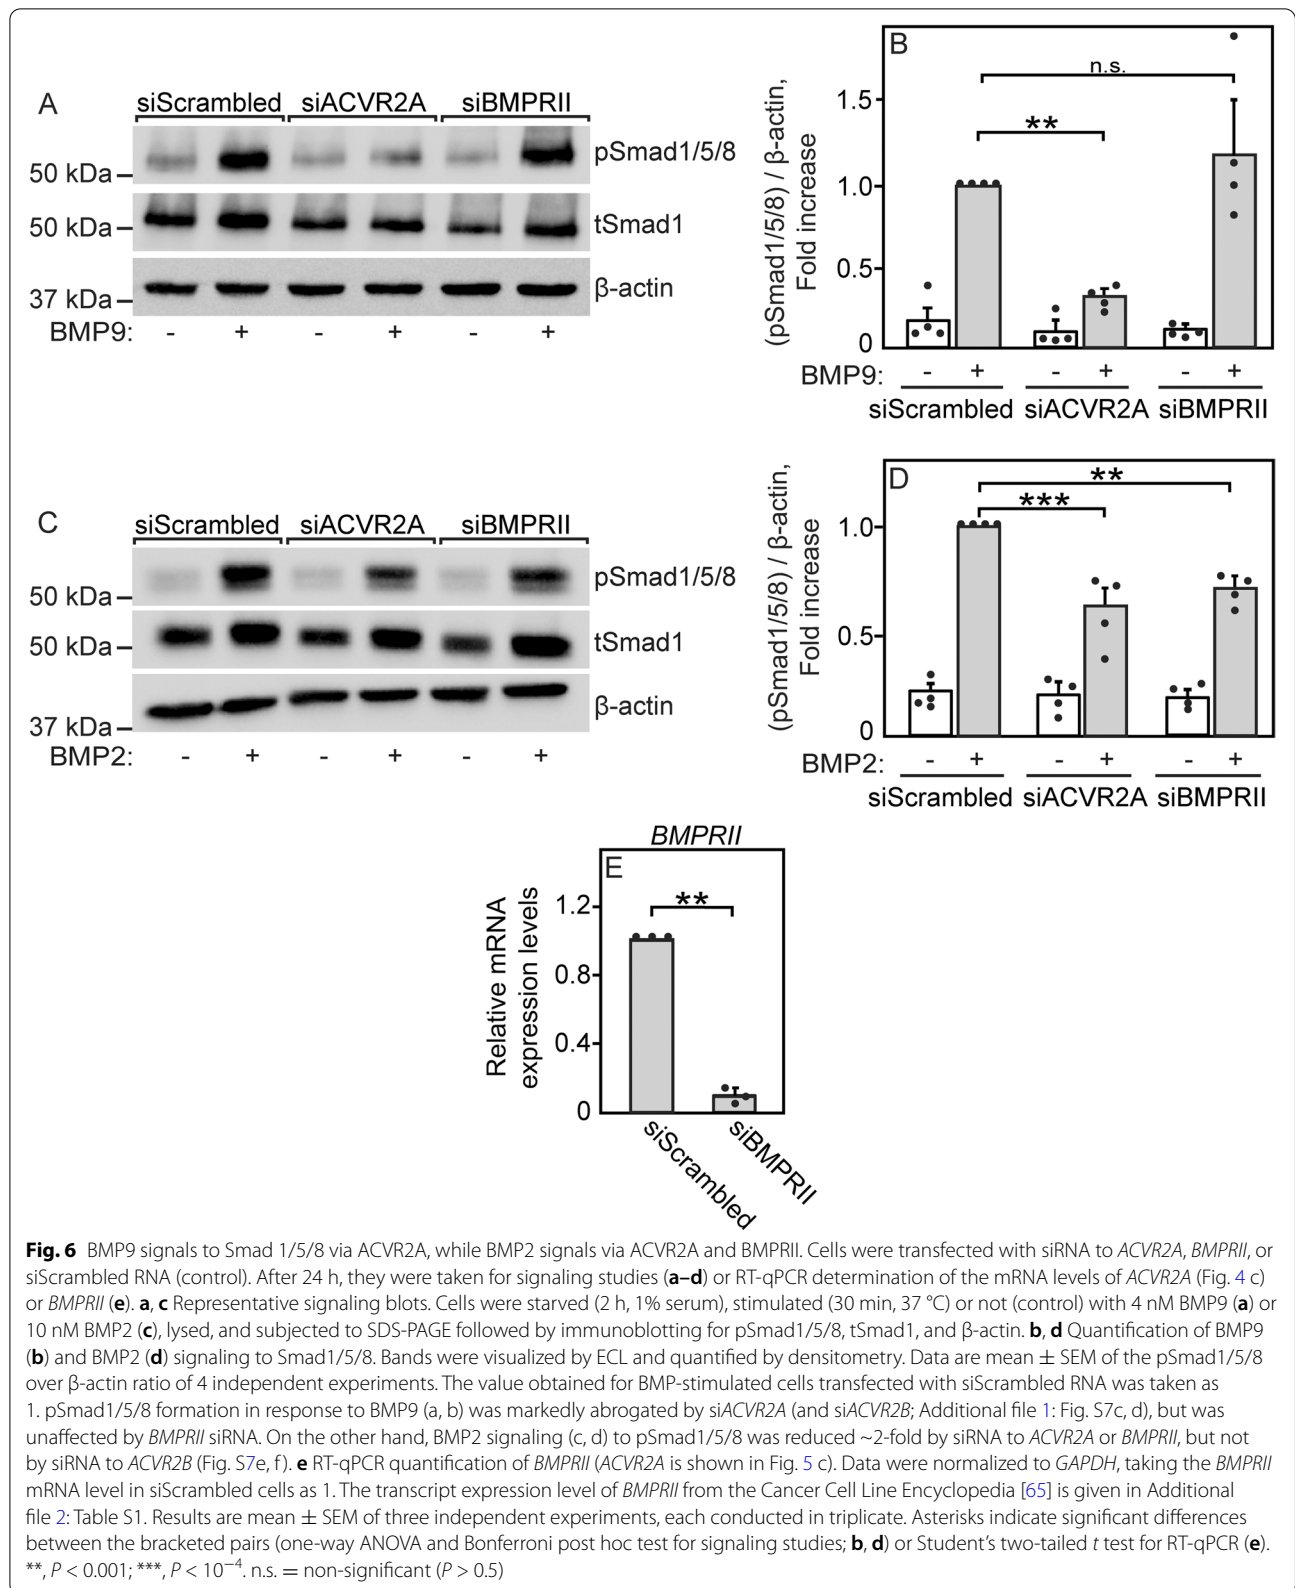 A
siScrambled siACVR2A siBMPRII
pSmad1/5/8
50 kDa
tSmad1
50 kDa
β-actin
37 kDa
BMP9: - + - + - +
B
n.s.
**
(pSmad1/5/8) / β-actin,
Fold increase
1.5
1.0
0.5
0
BMP9: - + - + - +
siScrambled siACVR2A siBMPRII
C
siScrambled siACVR2A siBMPRII
pSmad1/5/8
50 kDa
tSmad1
50 kDa
β-actin
37 kDa
BMP2: - + - + - +
D
**
***
(pSmad1/5/8) / β-actin,
Fold increase
1.0
0.5
0
BMP2: - + - + - +
siScrambled siACVR2A siBMPRII
BMPRII
E
**
Relative mRNA
expression levels
1.2
0.8
0.4
0
siScrambled
siBMPRII
Fig. 6 BMP9 signals to Smad 1/5/8 via ACVR2A, while BMP2 signals via ACVR2A and BMPRII. Cells were transfected with siRNA to ACVR2A, BMPRII, or
siScrambled RNA (control). After 24 h, they were taken for signaling studies (a–d) or RT-qPCR determination of the mRNA levels of ACVR2A (Fig. 4 c)
or BMPRII (e). a, c Representative signaling blots. Cells were starved (2 h, 1% serum), stimulated (30 min, 37 °C) or not (control) with 4 nM BMP9 (a) or
10 nM BMP2 (c), lysed, and subjected to SDS-PAGE followed by immunoblotting for pSmad1/5/8, tSmad1, and β-actin. b, d Quantification of BMP9
(b) and BMP2 (d) signaling to Smad1/5/8. Bands were visualized by ECL and quantified by densitometry. Data are mean ± SEM of the pSmad1/5/8
over β-actin ratio of 4 independent experiments. The value obtained for BMP-stimulated cells transfected with siScrambled RNA was taken as
1. pSmad1/5/8 formation in response to BMP9 (a, b) was markedly abrogated by siACVR2A (and siACVR2B; Additional file 1: Fig. S7c, d), but was
unaffected by BMPRII siRNA. On the other hand, BMP2 signaling (c, d) to pSmad1/5/8 was reduced ~2-fold by siRNA to ACVR2A or BMPRII, but not
by siRNA to ACVR2B (Fig. S7e, f). e RT-qPCR quantification of BMPRII (ACVR2A is shown in Fig. 5 c). Data were normalized to GAPDH, taking the BMPRII
mRNA level in siScrambled cells as 1. The transcript expression level of BMPRII from the Cancer Cell Line Encyclopedia [65] is given in Additional
file 2: Table S1. Results are mean ± SEM of three independent experiments, each conducted in triplicate. Asterisks indicate significant differences
between the bracketed pairs (one-way ANOVA and Bonferroni post hoc test for signaling studies; b, d) or Student's two-tailed t test for RT-qPCR (e).
**, P < 0.001; ***, P < 10⁻⁴. n.s. = non-significant (P > 0.5)